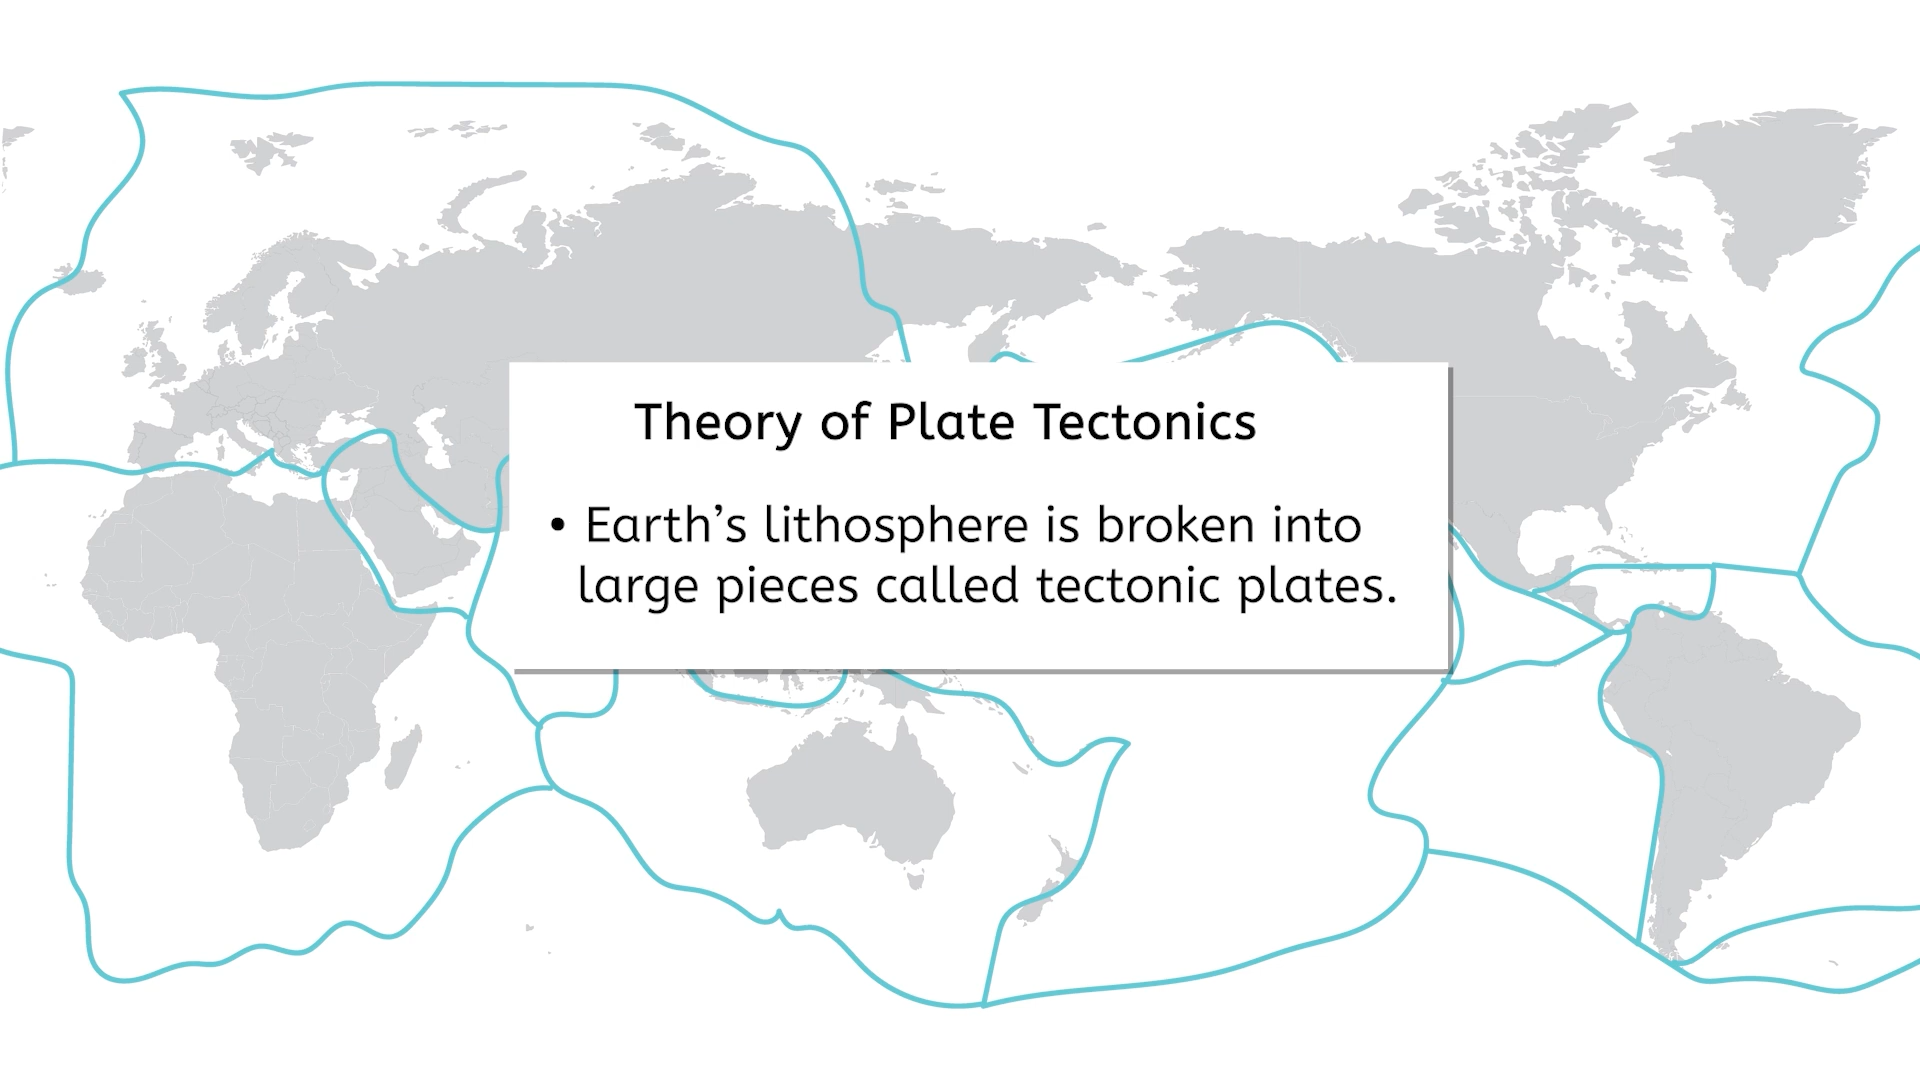 Theory of Plate Tectonics
• Earth’s lithosphere is broken into
large pieces called tectonic plates.